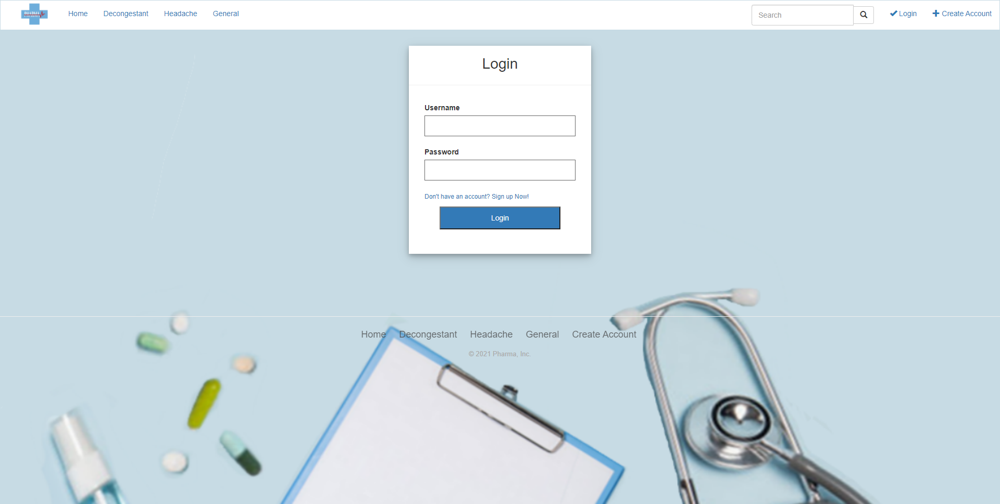 PHARMA Home Decongestant Headache General Search Login Create Account
Login
Username
Password
Don't have an account? Sign up Now!
Login
Home Decongestant Headache General Create Account
© 2021 Pharma, Inc.